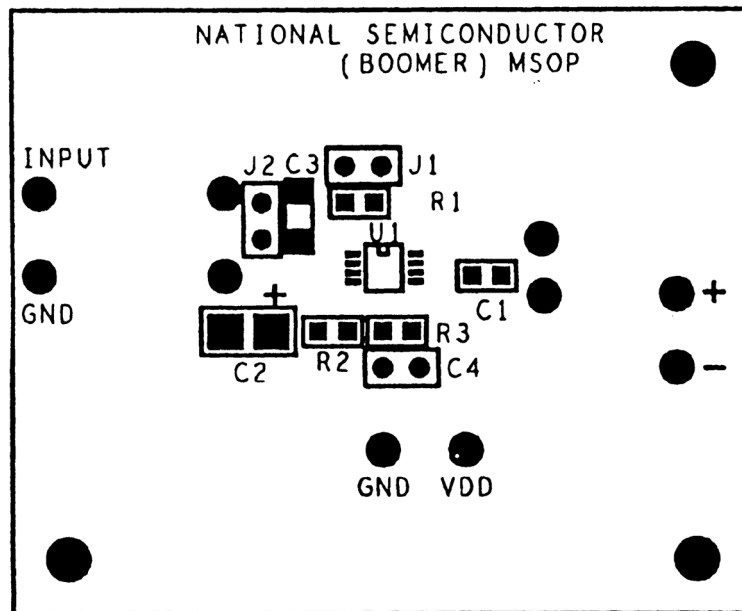 NATIONAL SEMICONDUCTOR
(BOOMER) MSOP
INPUT
J2 C3 J1
R1
U1
GND
+
C1
+
R2 R3
C2
C4
-
GND VDD